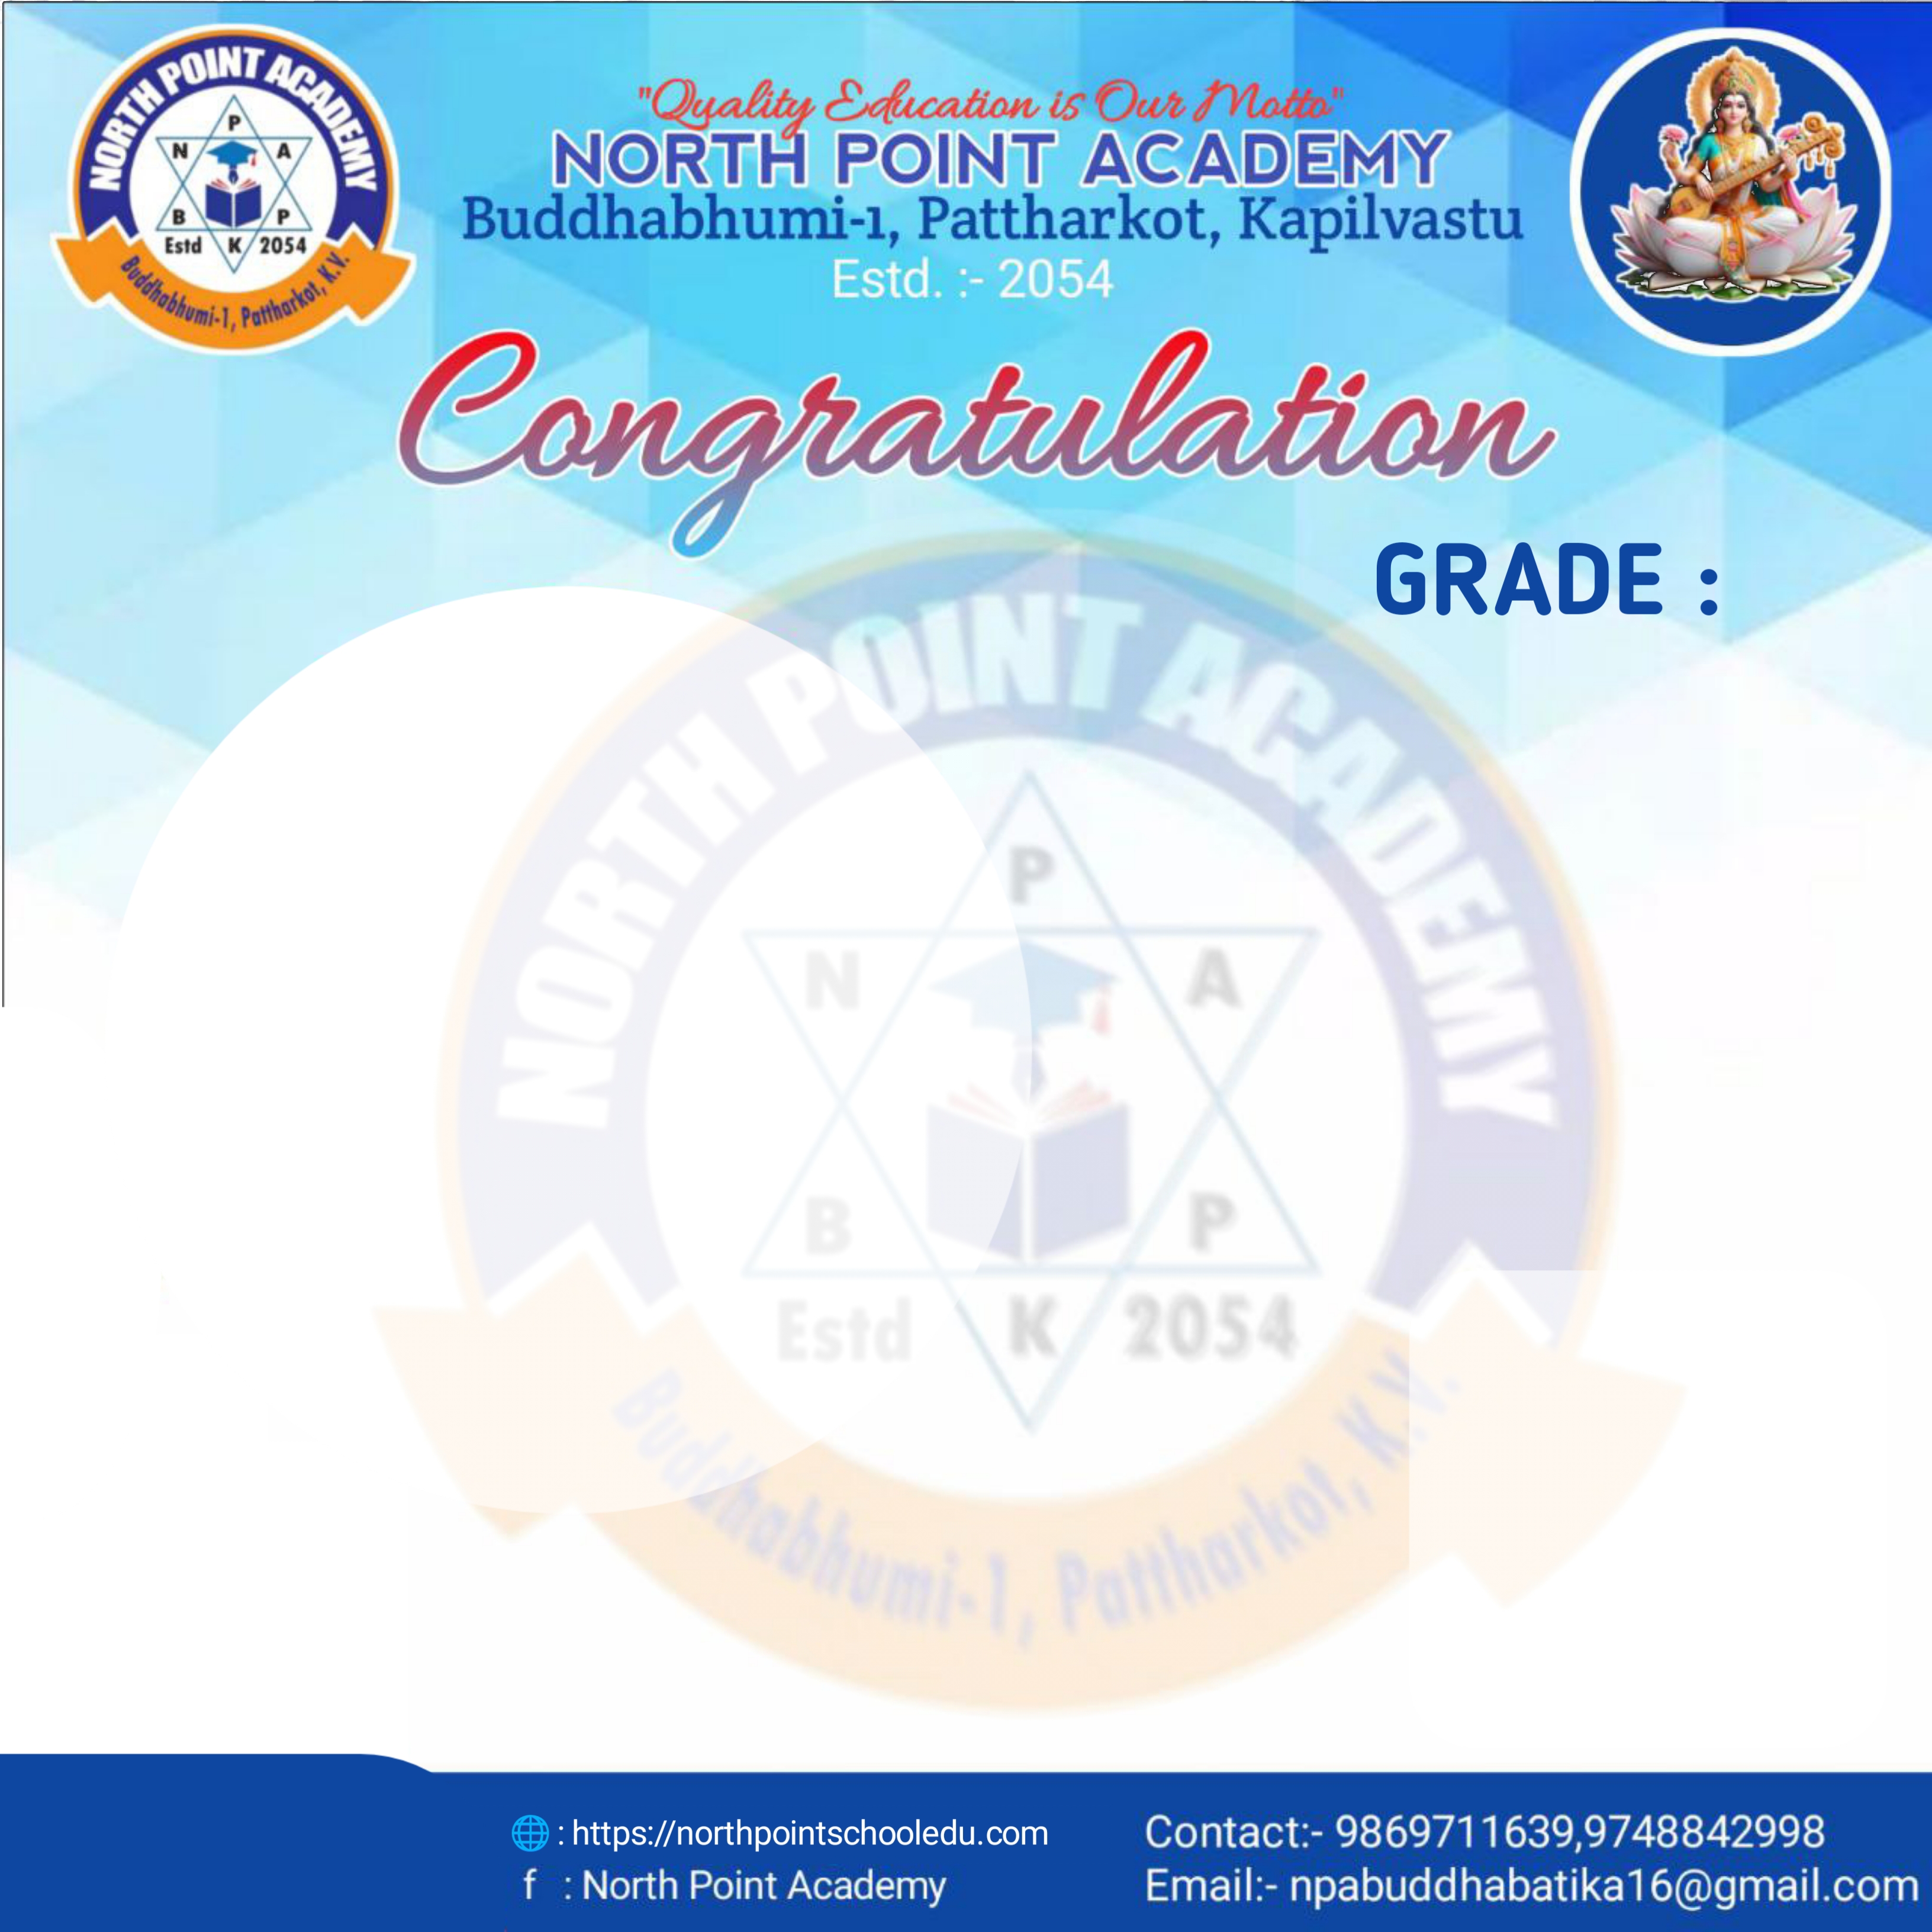 NORTH POINT ACADEMY
P
N A
B P
Estd K 2054
Buddhabhumi-1, Pattharkot, K.V.
"Quality Education is Our Motto"
NORTH POINT ACADEMY
Buddhabhumi-1, Pattharkot, Kapilvastu
Estd. :- 2054
Congratulation
GRADE :
NORTH POINT ACADEMY
P
N A
B P
Estd K 2054
Buddhabhumi-1, Pattharkot, K.V.
: https://northpointschooledu.com
f : North Point Academy
Contact:- 9869711639,9748842998
Email:- npabuddhabatika16@gmail.com